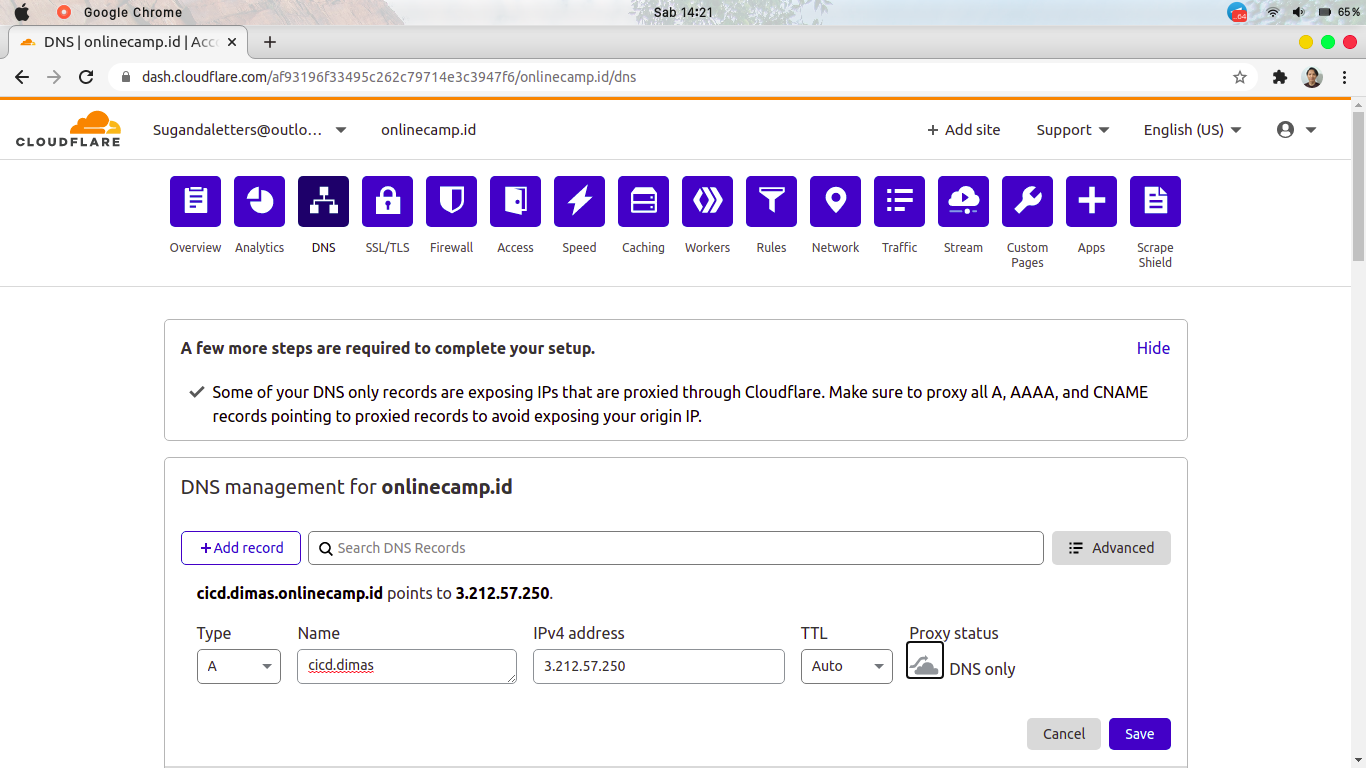 Google Chrome
Sab 14:21
..64
65%
DNS | onlinecamp.id | Acc
dash.cloudflare.com/af93196f33495c262c79714e3c3947f6/onlinecamp.id/dns
CLOUDFLARE
Sugandaletters@outlo...
onlinecamp.id
+ Add site
Support
English (US)
Overview
Analytics
DNS
SSL/TLS
Firewall
Access
Speed
Caching
Workers
Rules
Network
Traffic
Stream
Custom Pages
Apps
Scrape Shield
A few more steps are required to complete your setup.
Hide
Some of your DNS only records are exposing IPs that are proxied through Cloudflare. Make sure to proxy all A, AAAA, and CNAME
records pointing to proxied records to avoid exposing your origin IP.
DNS management for onlinecamp.id
+Add record
Search DNS Records
Advanced
cicd.dimas.onlinecamp.id points to 3.212.57.250.
Type
Name
IPv4 address
TTL
Proxy status
A
cicd.dimas
3.212.57.250
Auto
DNS only
Cancel
Save